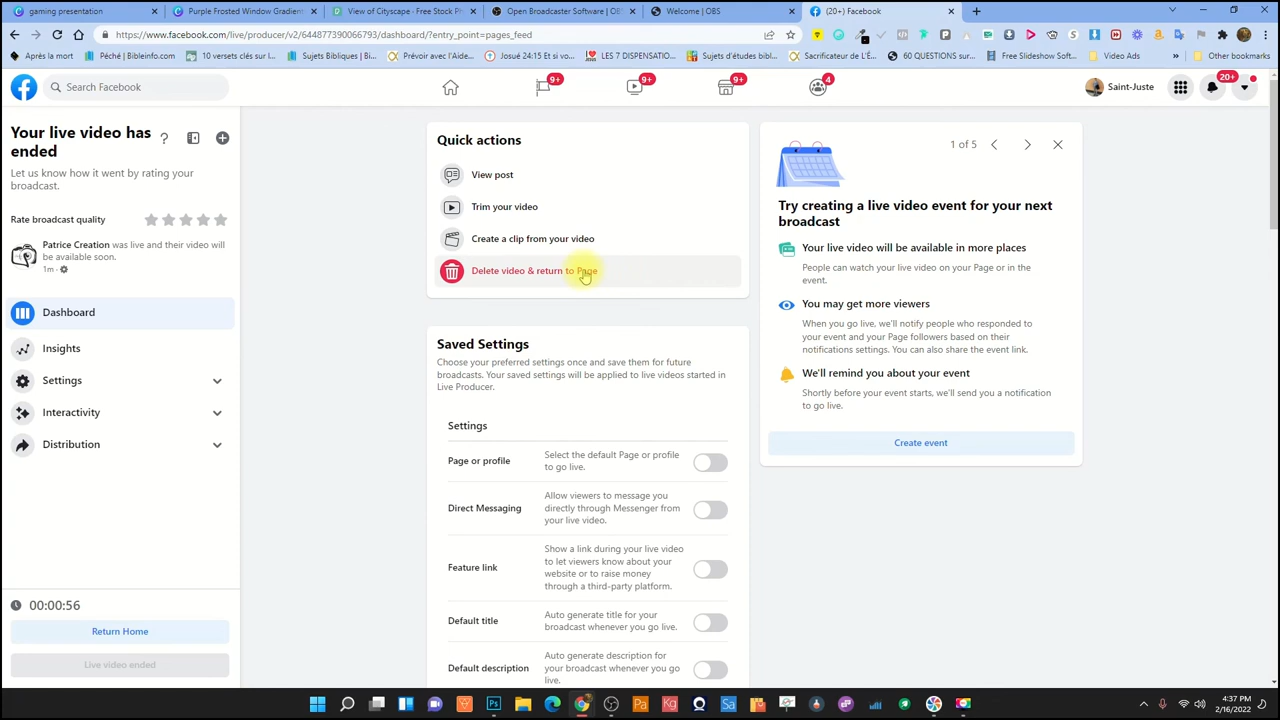 gaming presentation
Purple Frosted Window Gradient
View of Cityscape - Free Stock P
Open Broadcaster Software | OBS
Welcome | OBS
(20+) Facebook
https://www.facebook.com/live/producer/v2/644877390066793/dashboard/?entry_point=pages_feed
Après la mort
Péché | Bibleinfo.com
10 versets clés sur l'...
Sujets Bibliques | B...
Prévoir avec l'Avoir...
Josué 24:15 Et si vou...
LES 7 DISPENSATIO...
Sujets d'études bibl...
Sacrificateur de l'É...
60 QUESTIONS sur...
Free Slideshow Soft...
Video Ads
»
Other bookmarks
Search Facebook
9+
9+
9+
4
Saint-Juste
20+
Your live video has
ended
?
Let us know how it went by rating your
broadcast.
Rate broadcast quality
Patrice Creation was live and their video will
be available soon.
1m
Dashboard
Insights
Settings
Interactivity
Distribution
00:00:56
Return Home
Live video ended
Quick actions
View post
Trim your video
Create a clip from your video
Delete video & return to Page
Saved Settings
Choose your preferred settings once and save them for future
broadcasts. Your saved settings will be applied to live videos started in
Live Producer.
Settings
Page or profile
Select the default Page or profile
to go live.
Direct Messaging
Allow viewers to message you
directly through Messenger from
your live video.
Feature link
Show a link during your live video
to let viewers know about your
website or to raise money
through a third-party platform.
Default title
Auto generate title for your
broadcast whenever you go live.
Default description
Auto generate description for
your broadcast whenever you go
live.
1 of 5
Try creating a live video event for your next
broadcast
Your live video will be available in more places
People can watch your live video on your Page or in the
event.
You may get more viewers
When you go live, we'll notify people who responded to
your event and your Page followers based on their
notifications settings. You can also share the event link.
We'll remind you about your event
Shortly before your event starts, we'll send you a notification
to go live.
Create event
4:37 PM
2/16/2022